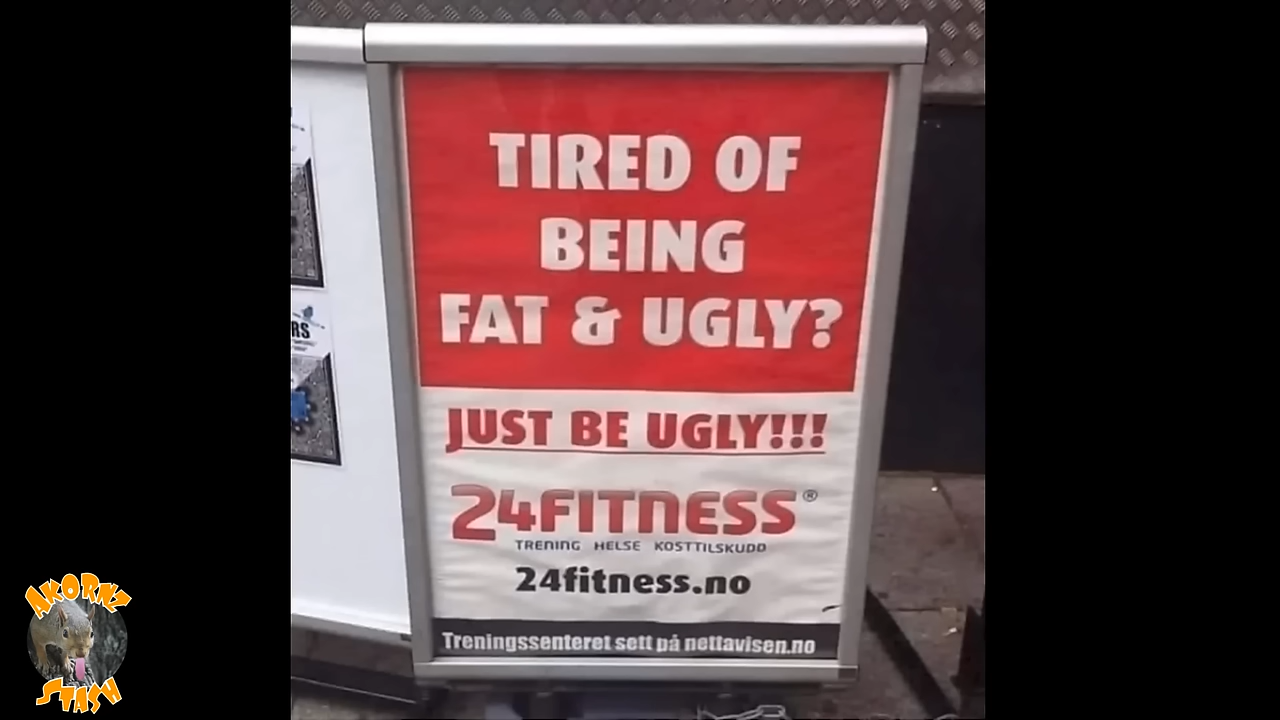 TIRED OF
BEING
FAT & UGLY?
JUST BE UGLY!!!
24FITNESS®
TRENING HELSE KOSTTILSKUDD
24fitness.no
Treningssenteret sett på nettavisen.no
RS
AKORNZ
STASH